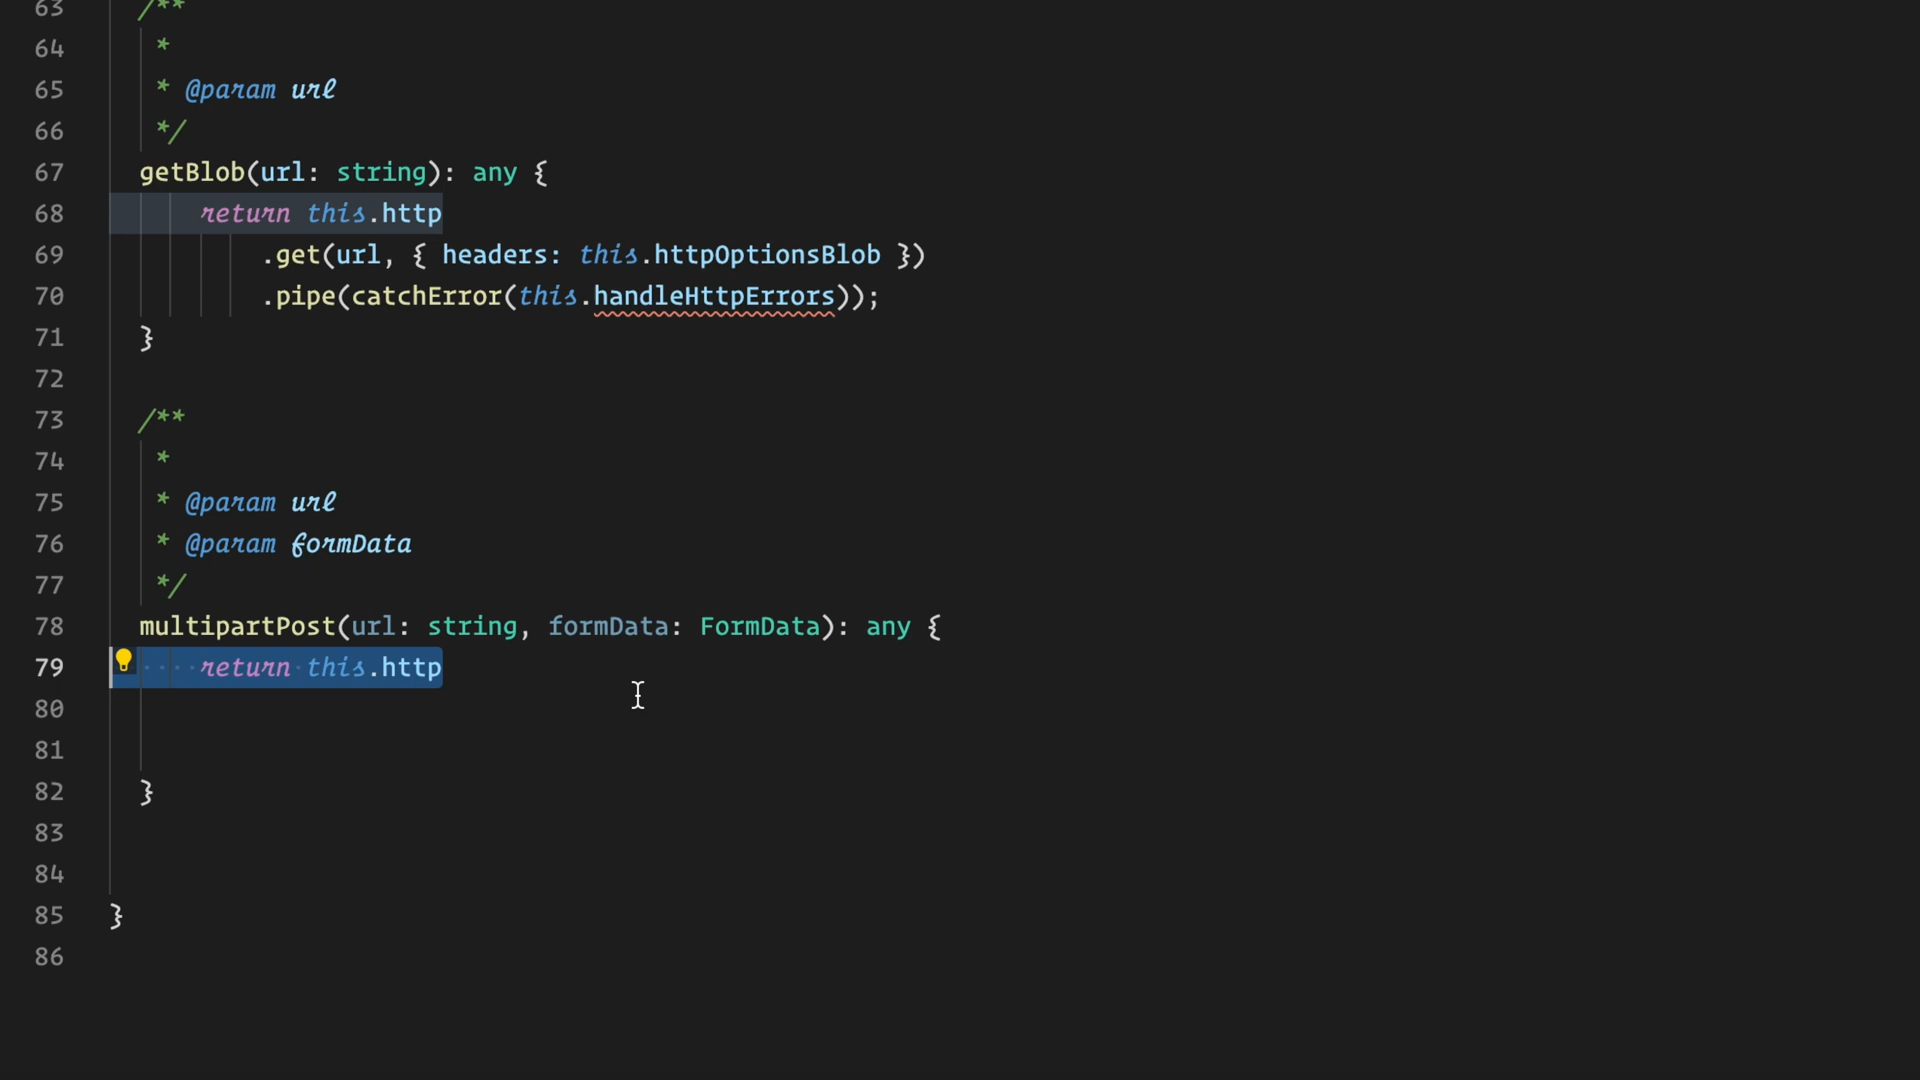 63 /**
64 *
65 * @param url
66 */
67 getBlob(url: string): any {
68 return this.http
69 .get(url, { headers: this.httpOptionsBlob })
70 .pipe(catchError(this.handleHttpErrors));
71 }
72
73 /**
74 *
75 * @param url
76 * @param formData
77 */
78 multipartPost(url: string, formData: FormData): any {
79 ····return·this.http
80
81
82 }
83
84
85 }
86